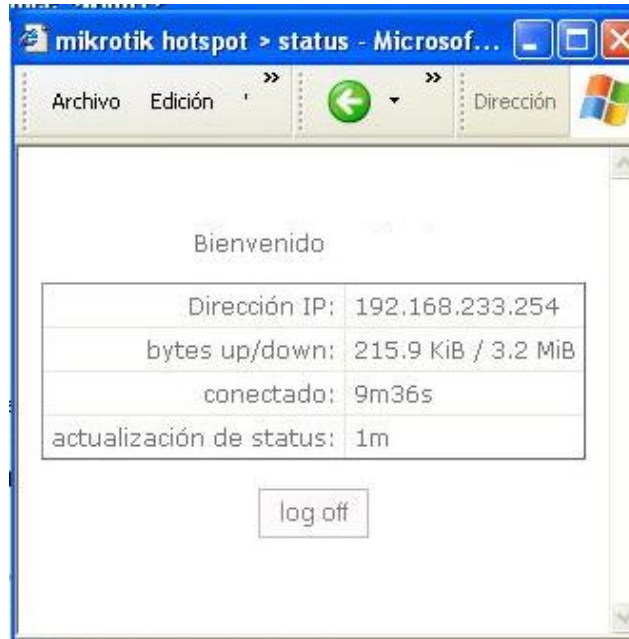 mikrotik hotspot > status - Microsof...
Archivo Edición ' » » Dirección
Bienvenido
Dirección IP: 192.168.233.254
bytes up/down: 215.9 KiB / 3.2 MiB
conectado: 9m36s
actualización de status: 1m
log off